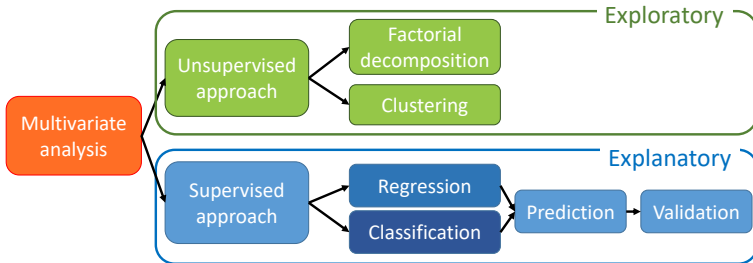 Exploratory
Factorial
decomposition
Unsupervised
approach
Clustering
Multivariate
analysis
Explanatory
Supervised
approach
Regression
Classification
Prediction
Validation